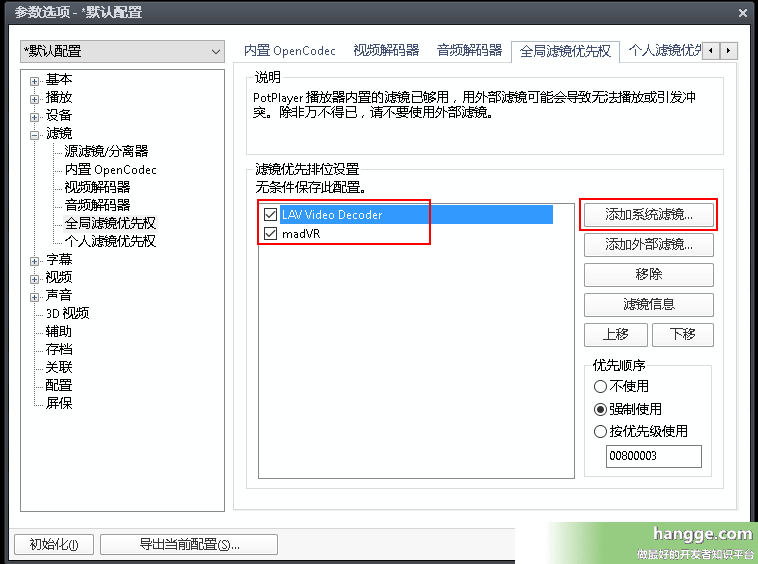 参数选项 - *默认配置
*默认配置
基本
播放
设备
滤镜
源滤镜/分离器
内置 OpenCodec
视频解码器
音频解码器
全局滤镜优先权
个人滤镜优先权
字幕
视频
声音
3D 视频
辅助
存档
关联
配置
屏保
内置 OpenCodec
视频解码器
音频解码器
全局滤镜优先权
个人滤镜优先
说明
PotPlayer 播放器内置的滤镜已够用，用外部滤镜可能会导致无法播放或引发冲
突。除非万不得已，请不要使用外部滤镜。
滤镜优先排位设置
无条件保存此配置。
LAV Video Decoder
madVR
添加系统滤镜...
添加外部滤镜...
移除
滤镜信息
上移
下移
优先顺序
不使用
强制使用
按优先级使用
00800003
初始化(I)
导出当前配置(S)...
hangge.com
做最好的开发者知识平台